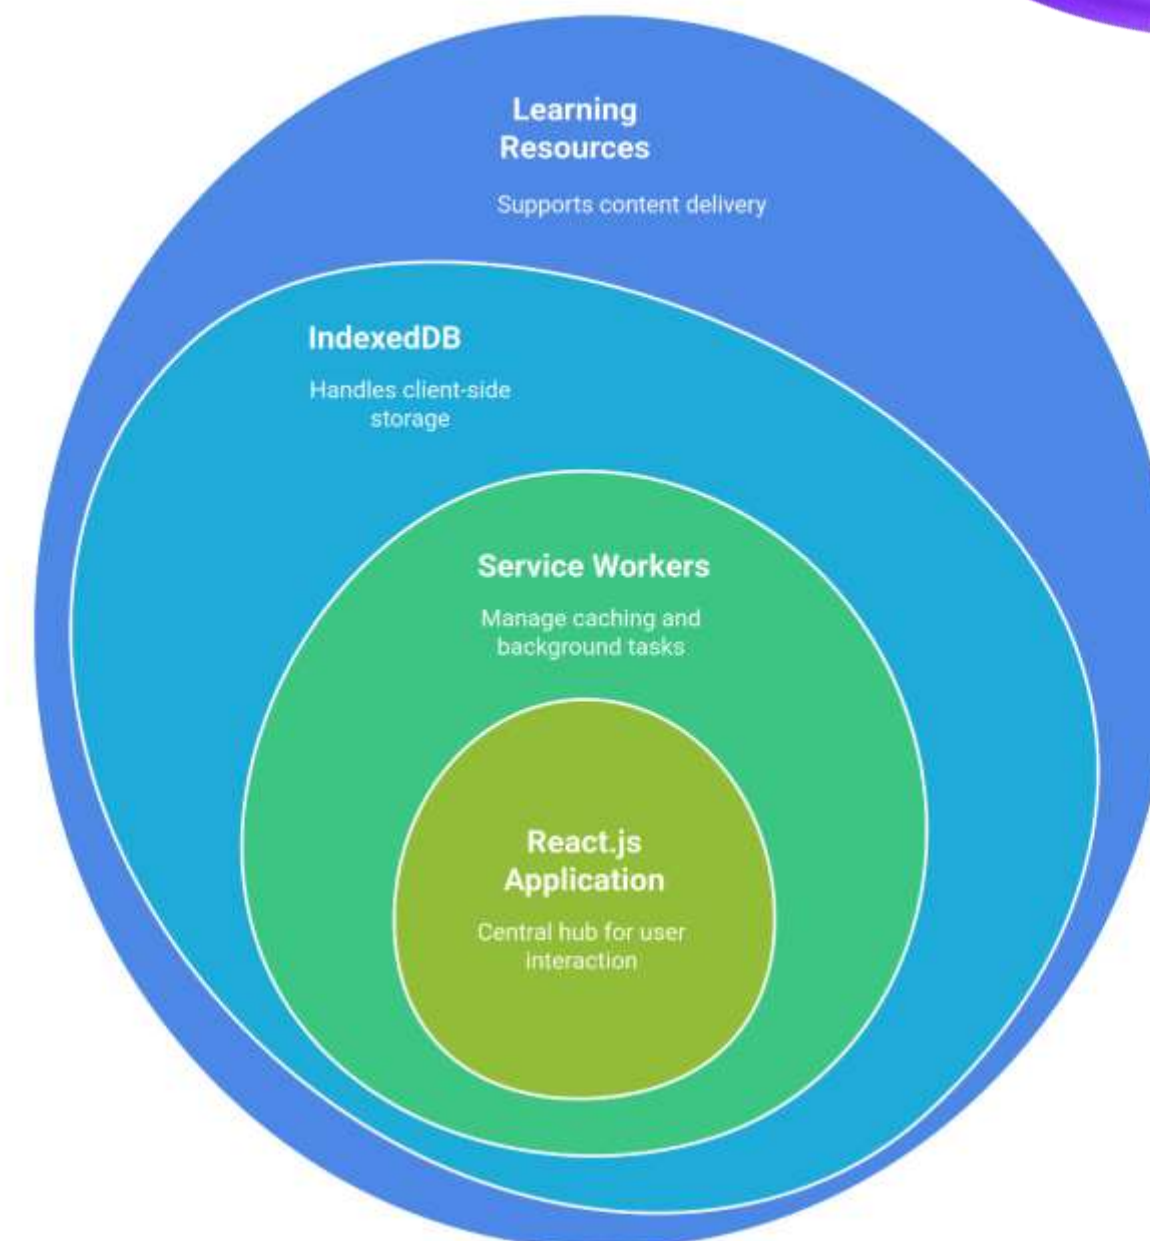 Learning
Resources
Supports content delivery
IndexedDB
Handles client-side
storage
Service Workers
Manage caching and
background tasks
React.js
Application
Central hub for user
interaction